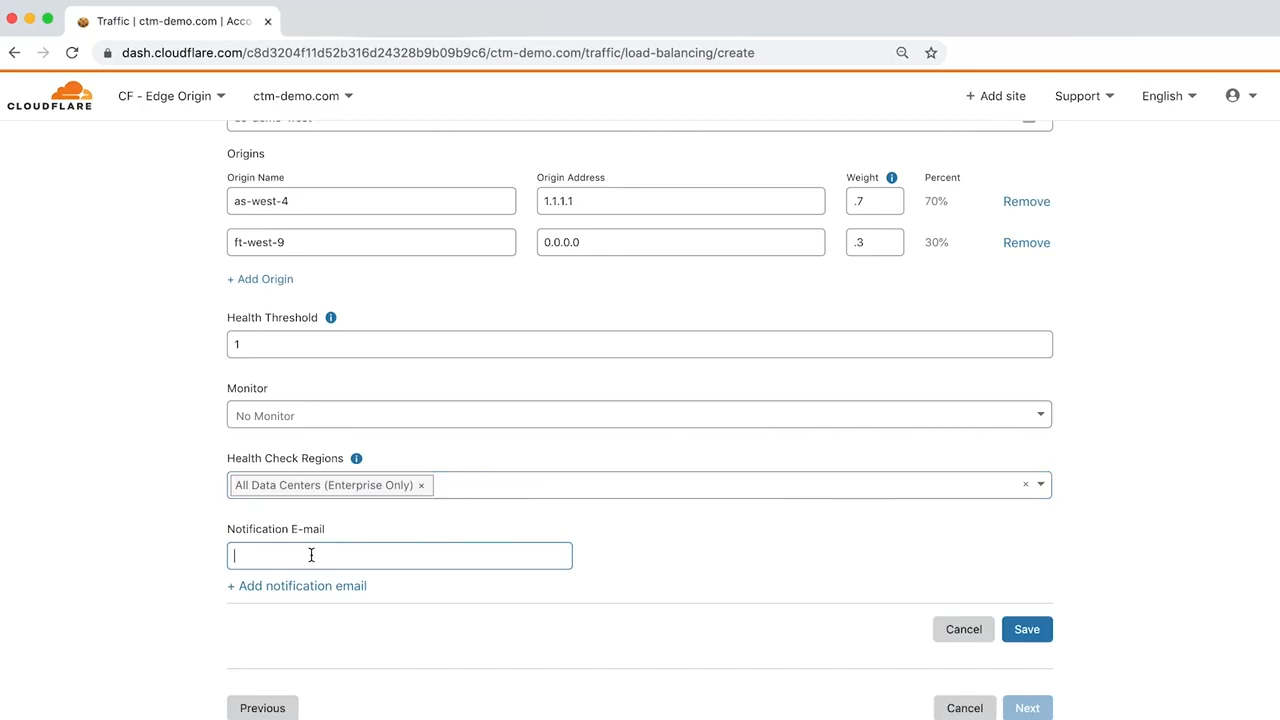 Traffic | ctm-demo.com | Acco
dash.cloudflare.com/c8d3204f11d52b316d24328b9b09b9c6/ctm-demo.com/traffic/load-balancing/create
CLOUDFLARE
CF - Edge Origin
ctm-demo.com
+ Add site
Support
English
Origins
Origin Name Origin Address Weight Percent
as-west-4 1.1.1.1 .7 70% Remove
ft-west-9 0.0.0.0 .3 30% Remove
+ Add Origin
Health Threshold
1
Monitor
No Monitor
Health Check Regions
All Data Centers (Enterprise Only) ×
Notification E-mail
+ Add notification email
Cancel Save
Previous Cancel Next